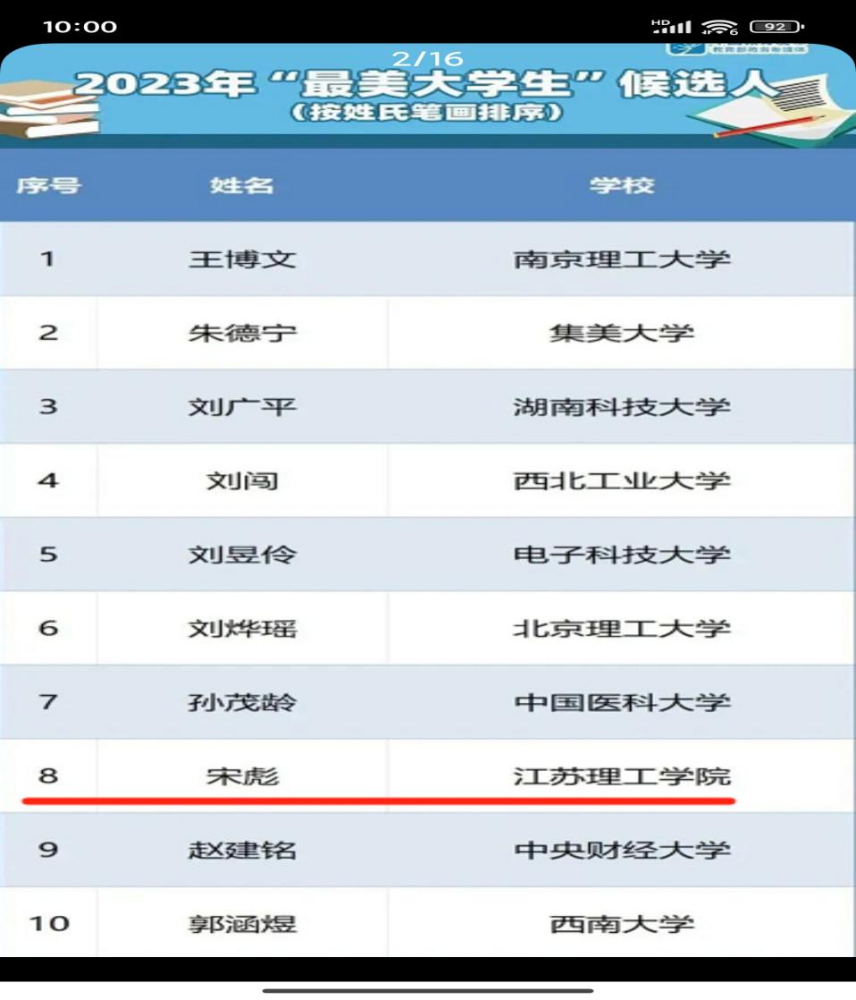 10:00
HD
6
92
2/16
2023年“最美大学生”候选人
（按姓氏笔画排序）
序号 姓名 学校
1 王博文 南京理工大学
2 朱德宁 集美大学
3 刘广平 湖南科技大学
4 刘闯 西北工业大学
5 刘昱伶 电子科技大学
6 刘烨瑶 北京理工大学
7 孙茂龄 中国医科大学
8 宋彪 江苏理工学院
9 赵建铭 中央财经大学
10 郭涵煜 西南大学